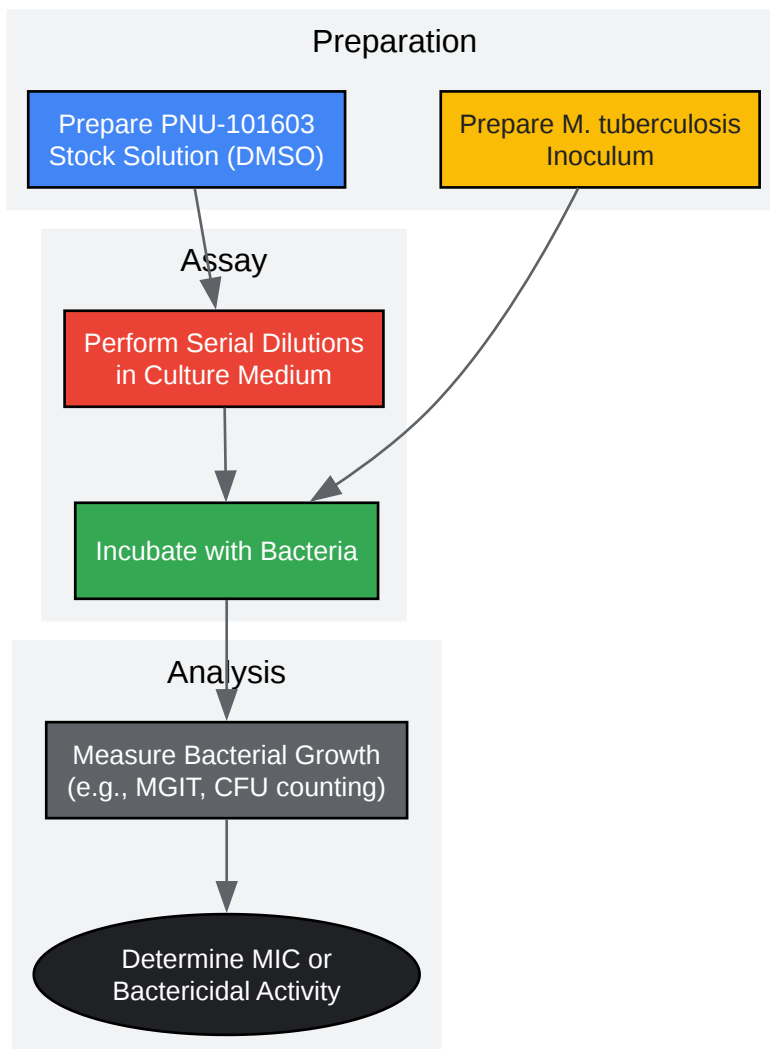 Preparation
Prepare PNU-101603
Stock Solution (DMSO)
Prepare M. tuberculosis
Inoculum
Assay
Perform Serial Dilutions
in Culture Medium
Incubate with Bacteria
Analysis
Measure Bacterial Growth
(e.g., MGIT, CFU counting)
Determine MIC or
Bactericidal Activity